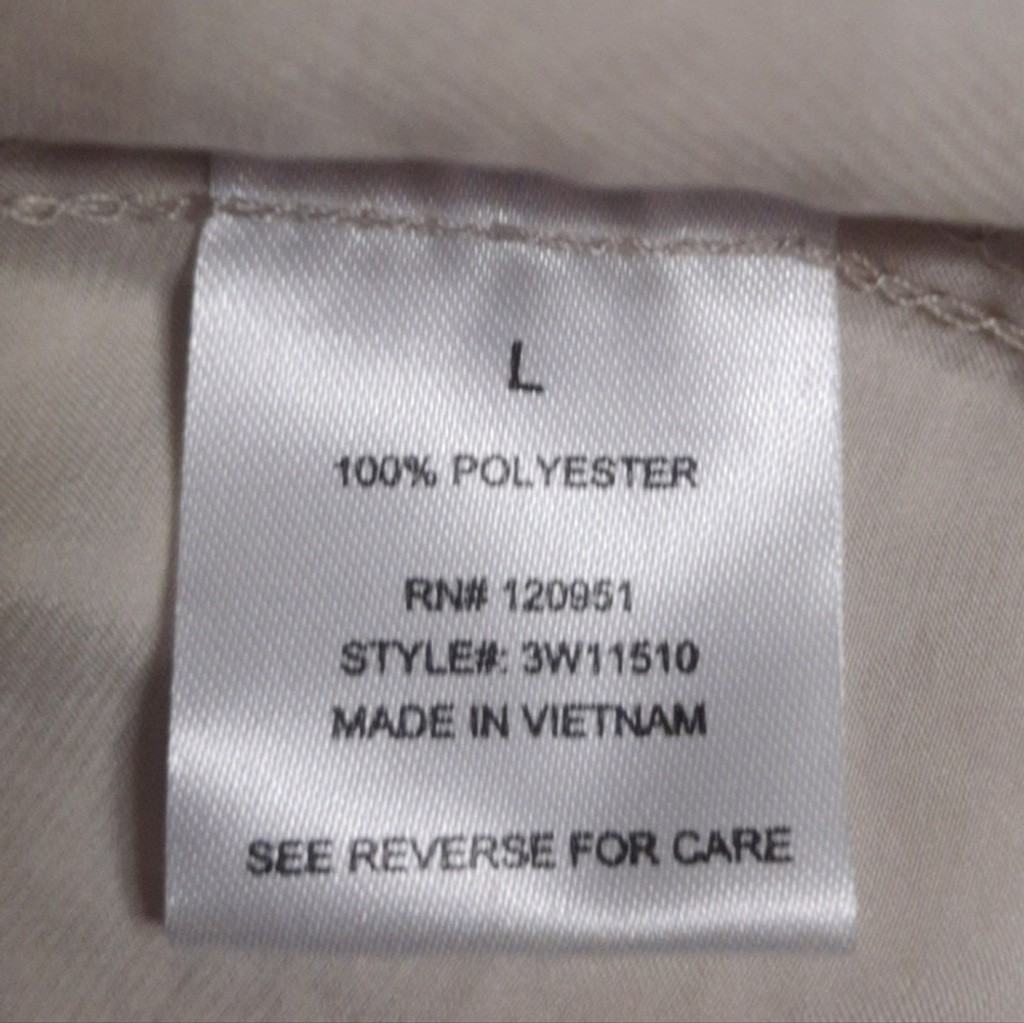 L
100% POLYESTER
RN# 120951
STYLE#: 3W11510
MADE IN VIETNAM
SEE REVERSE FOR CARE